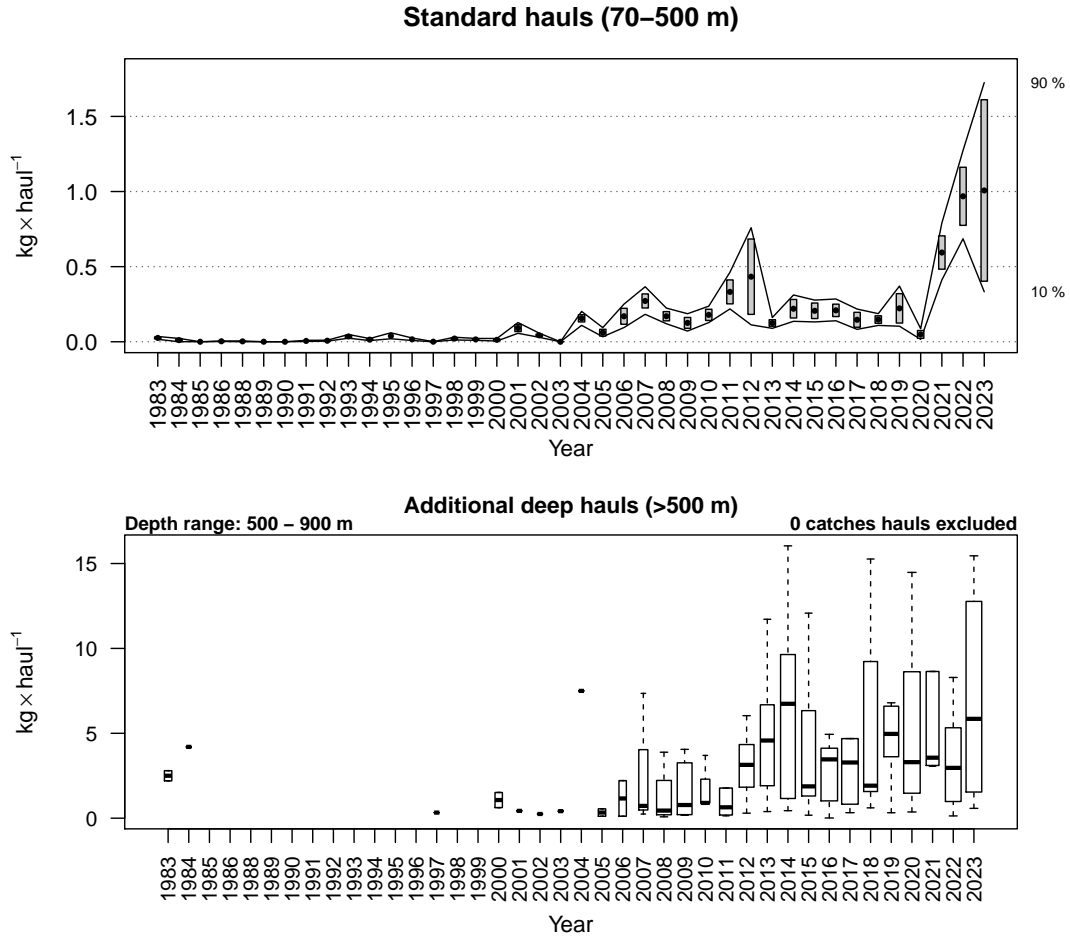 Standard hauls (70–500 m)
90 %
10 %
1.5
1.0
0.5
0.0
kg × haul⁻¹
1983 1984 1985 1986 1988 1989 1990 1991 1992 1993 1994 1995 1996 1997 1998 1999 2000 2001 2002 2003 2004 2005 2006 2007 2008 2009 2010 2011 2012 2013 2014 2015 2016 2017 2018 2019 2020 2021 2022 2023
Year
Additional deep hauls (>500 m)
Depth range: 500 – 900 m
0 catches hauls excluded
15
10
5
0
kg × haul⁻¹
1983 1984 1985 1986 1988 1989 1990 1991 1992 1993 1994 1995 1996 1997 1998 1999 2000 2001 2002 2003 2004 2005 2006 2007 2008 2009 2010 2011 2012 2013 2014 2015 2016 2017 2018 2019 2020 2021 2022 2023
Year